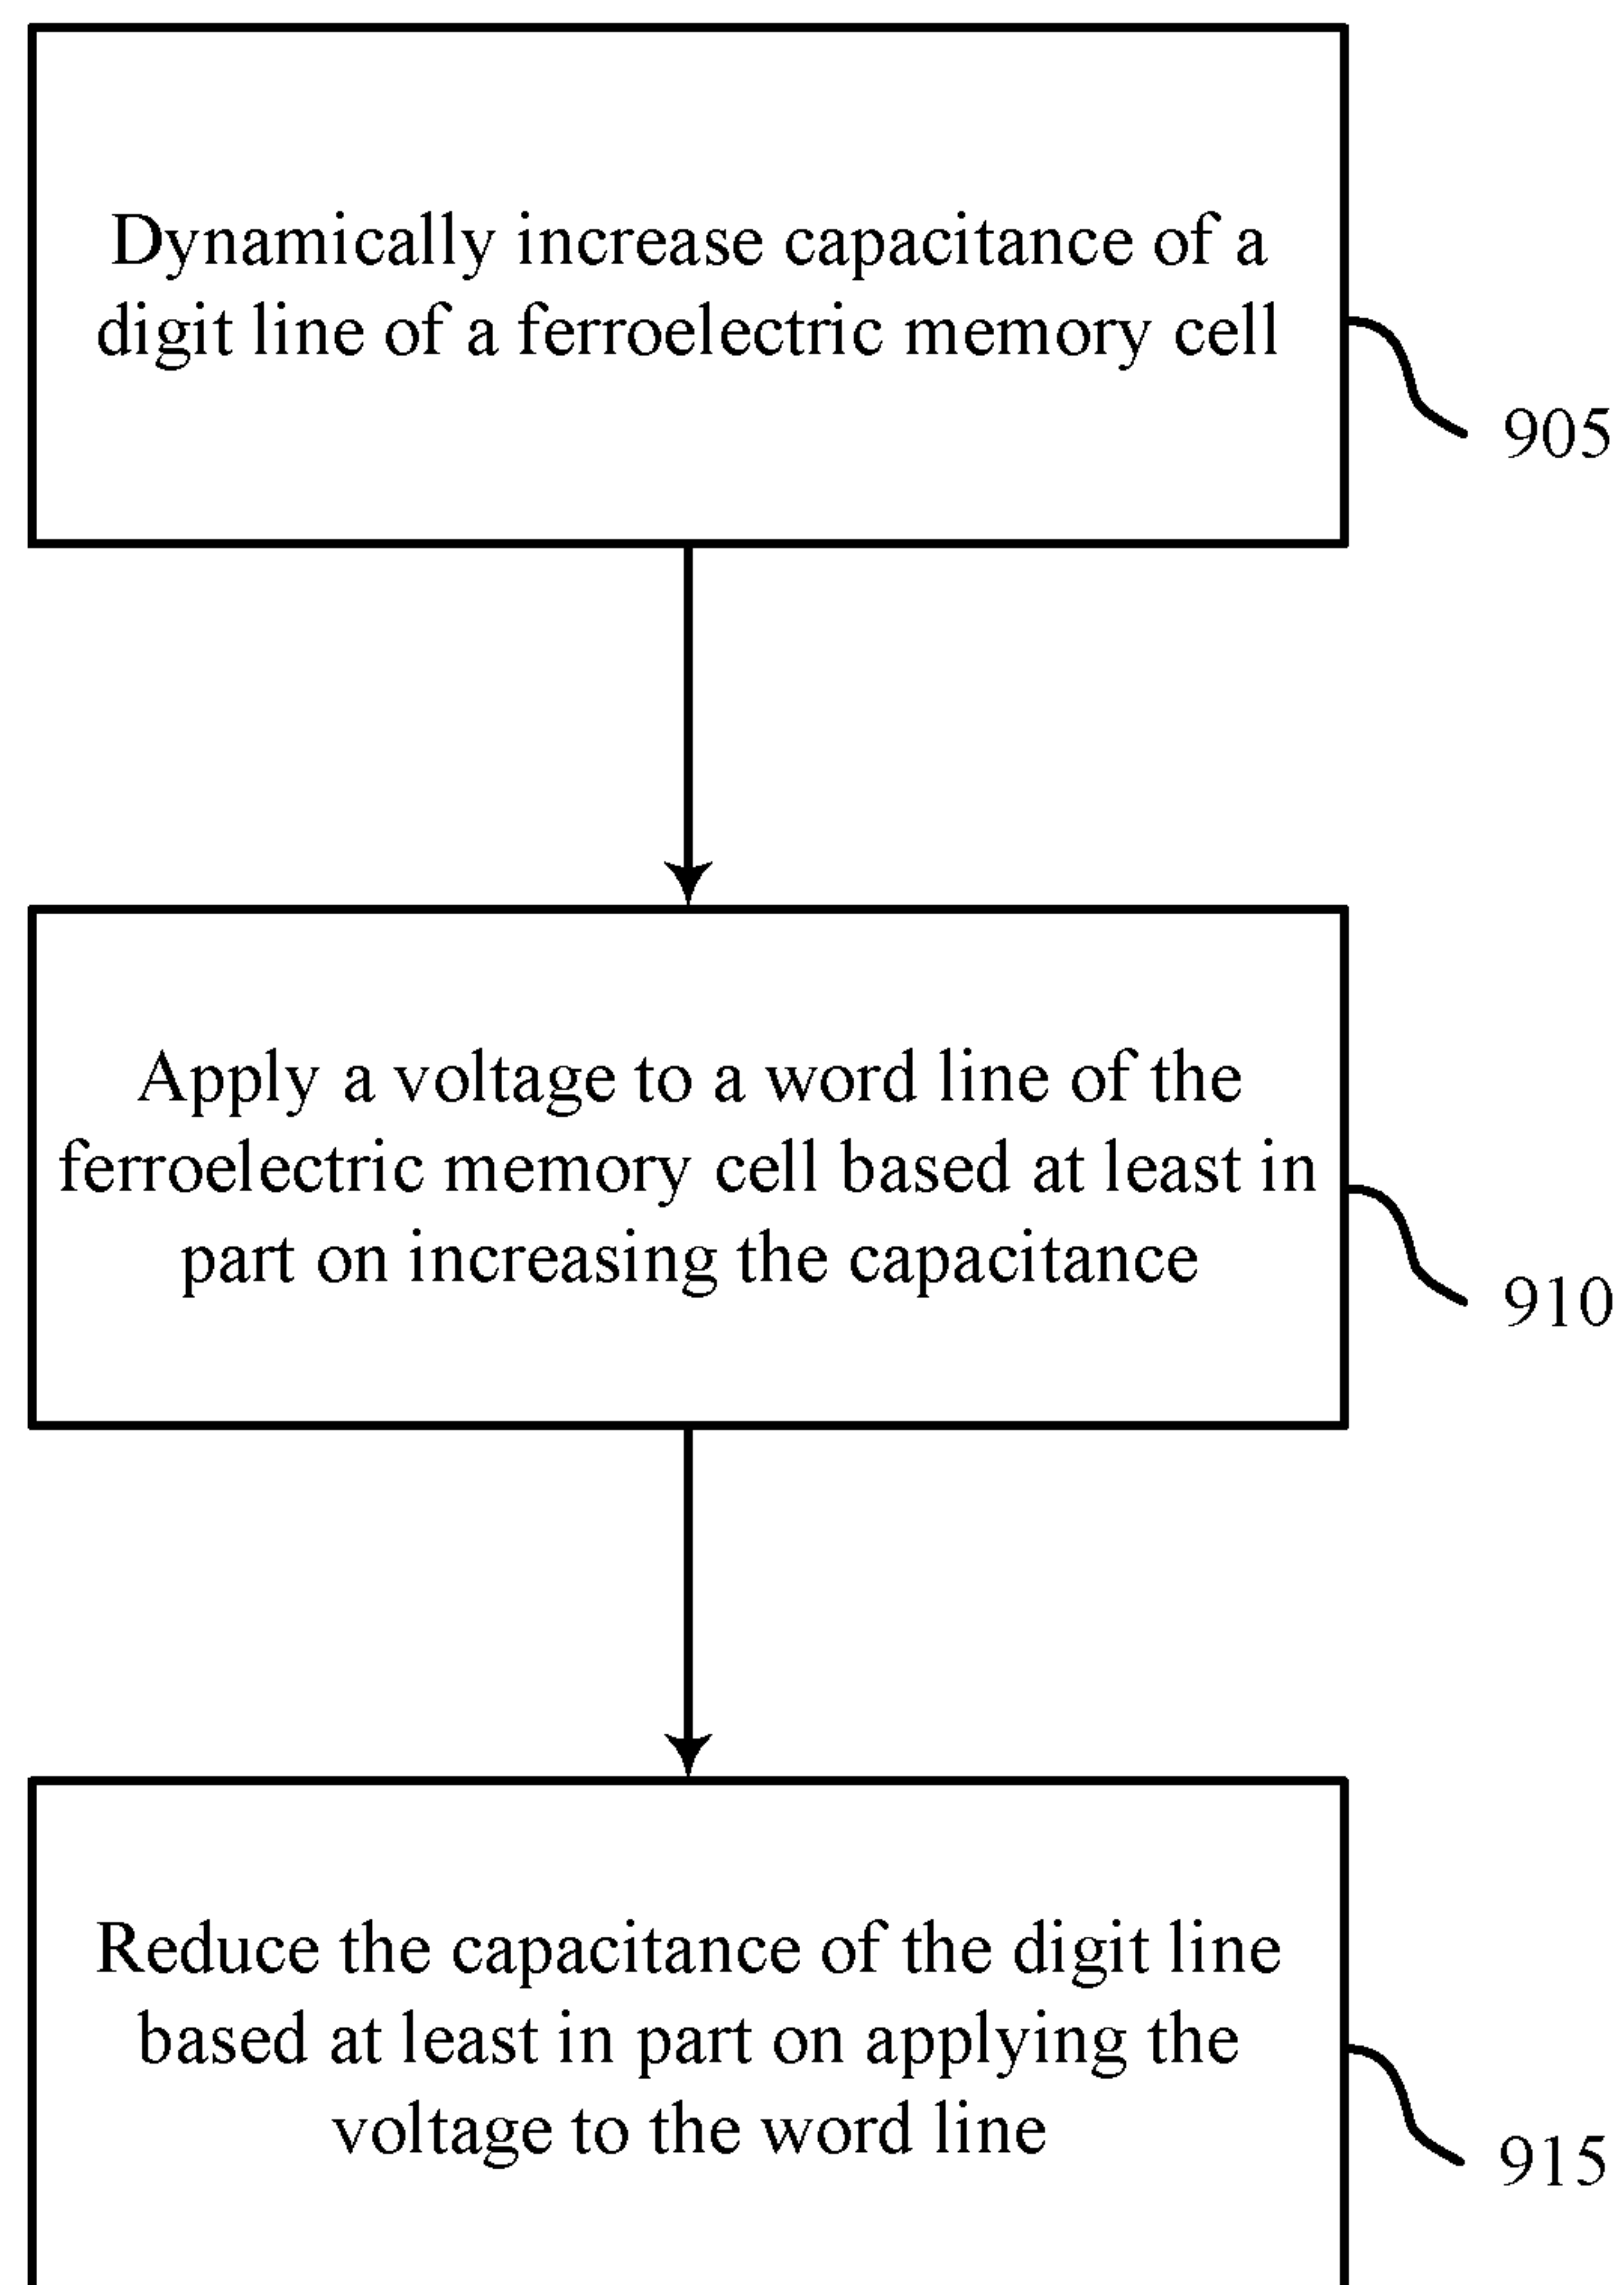 Dynamically increase capacitance of a
digit line of a ferroelectric memory cell
905
Apply a voltage to a word line of the
ferroelectric memory cell based at least in
part on increasing the capacitance
910
Reduce the capacitance of the digit line
based at least in part on applying the
voltage to the word line
915